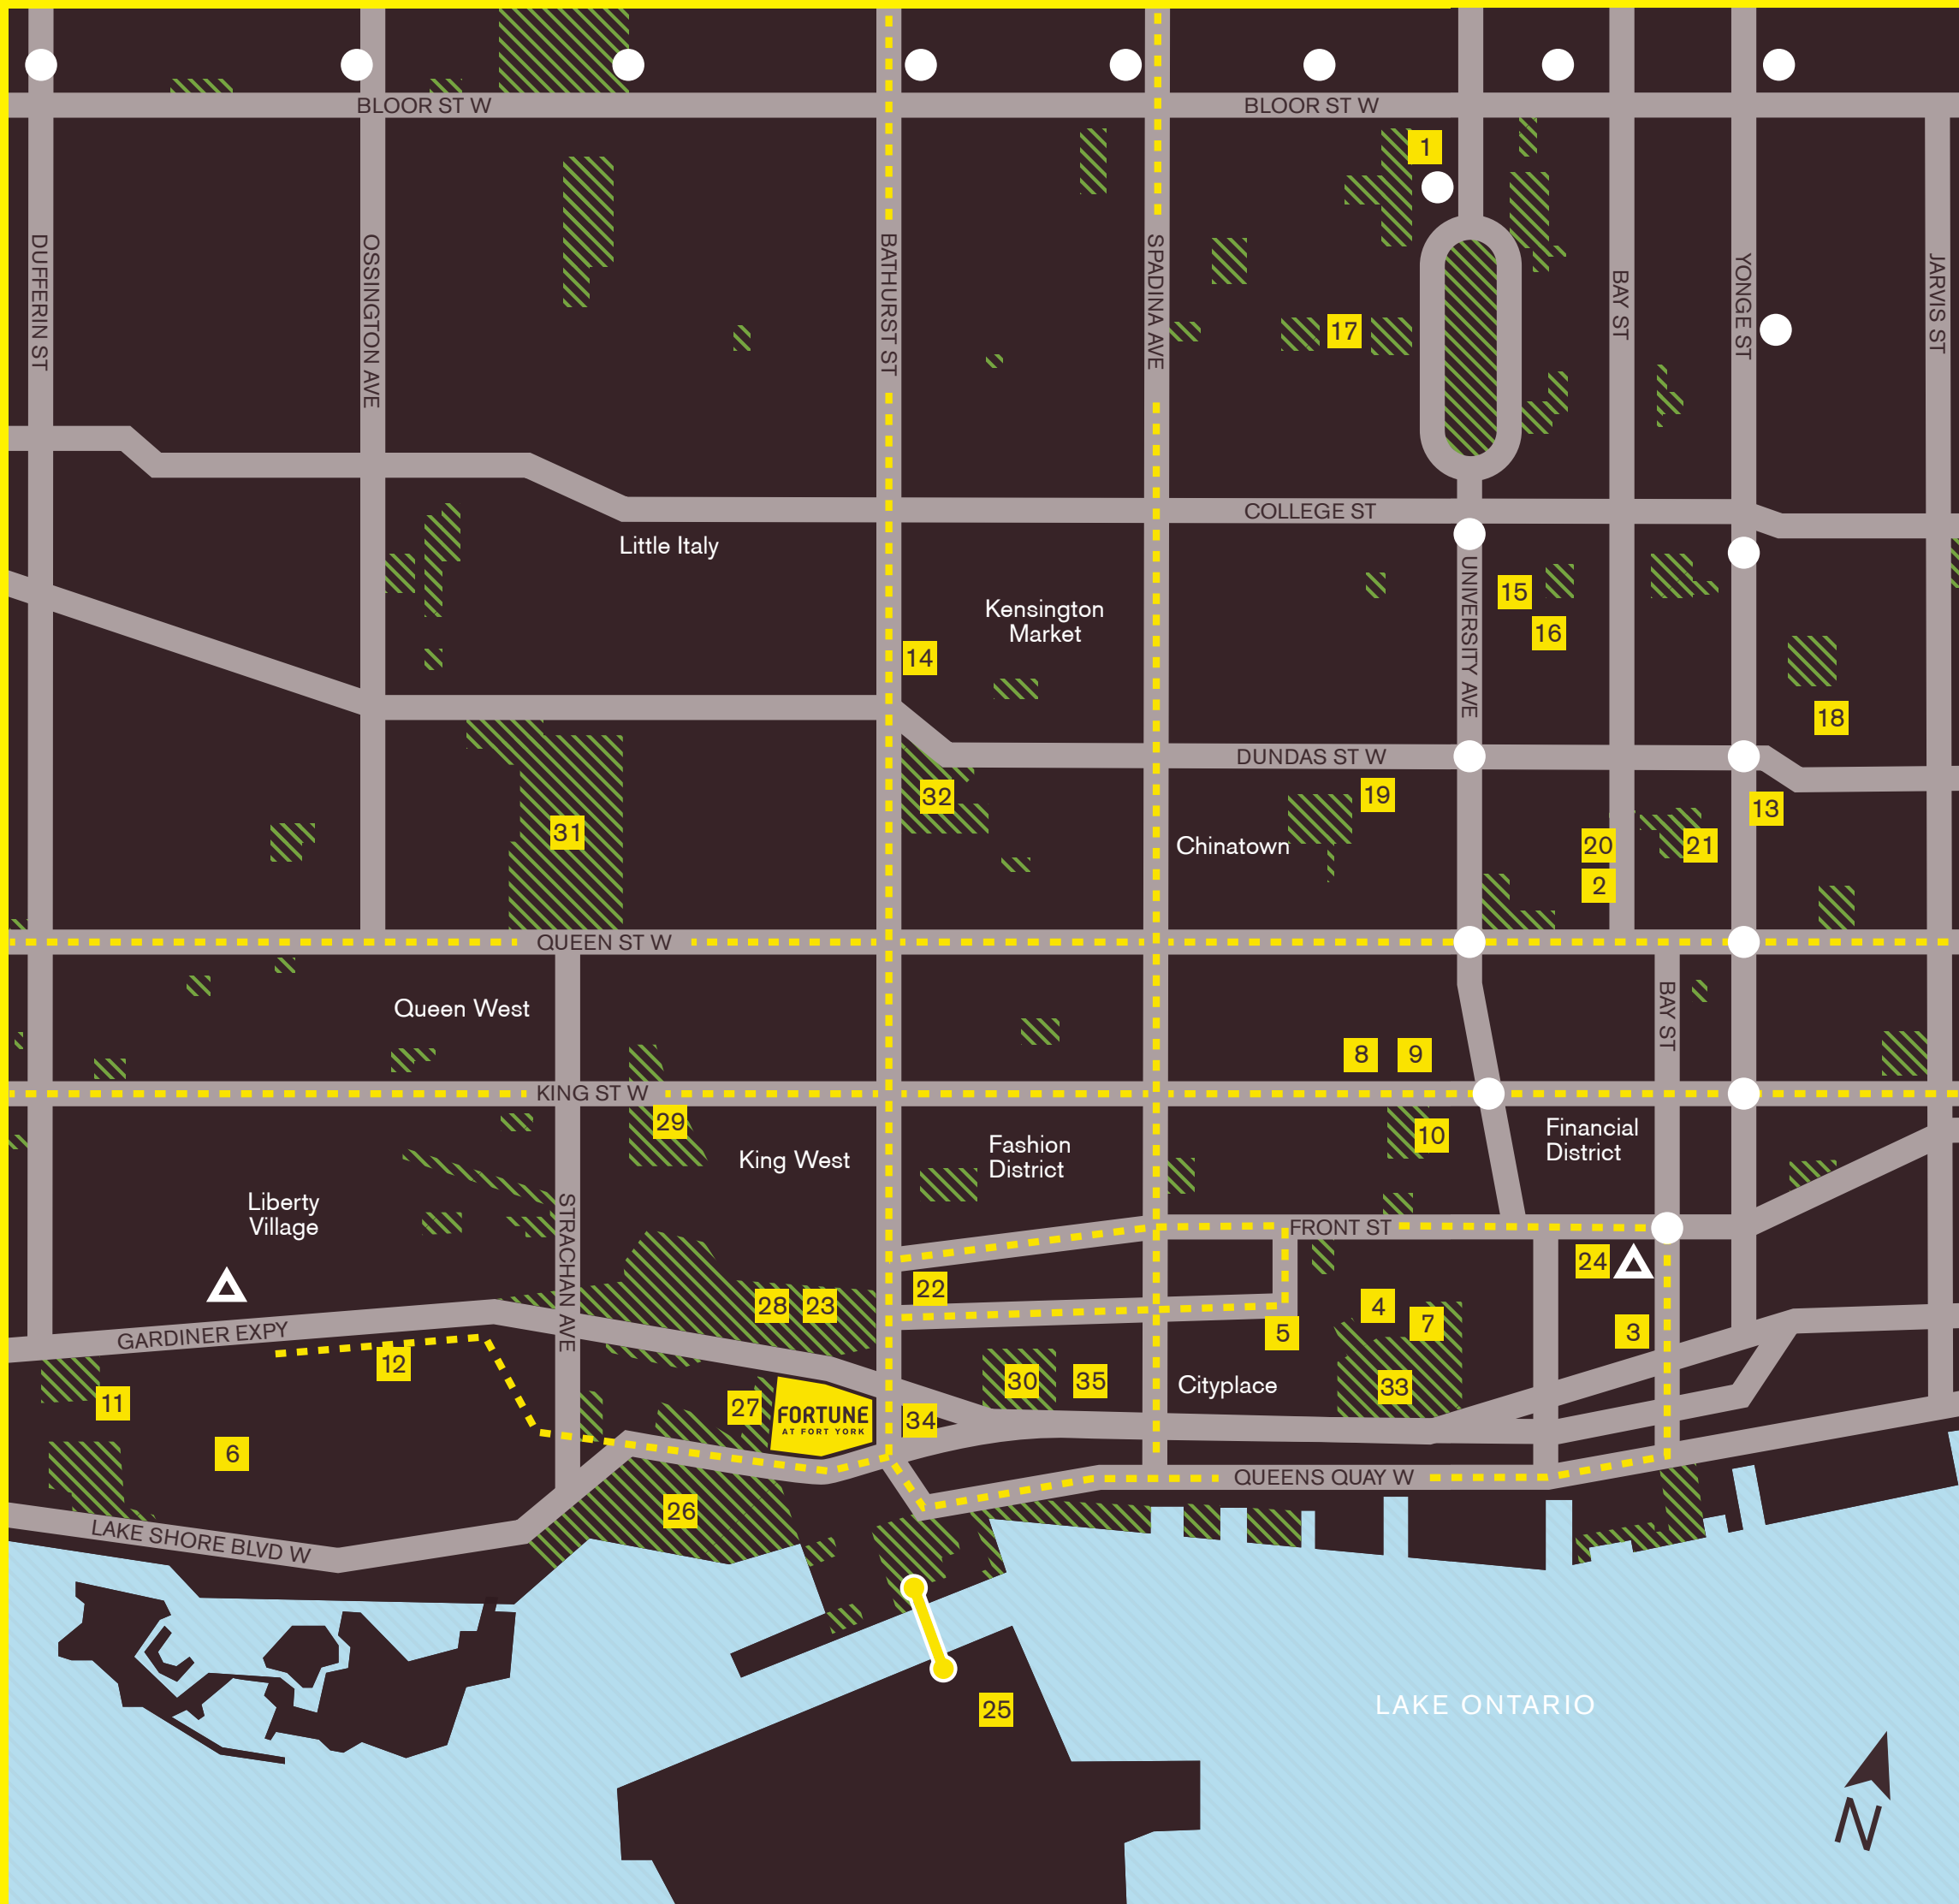 BLOOR ST W
BLOOR ST W
1
DUFFERIN ST
OSSINGTON AVE
BATHURST ST
SPADINA AVE
BAY ST
YONGE ST
JARVIS ST
17
COLLEGE ST
Little Italy
UNIVERSITY AVE
15
Kensington
Market
16
14
18
DUNDAS ST W
32
19
13
31
Chinatown
20
21
2
QUEEN ST W
Queen West
BAY ST
8
9
KING ST W
29
10
Financial
District
Fashion
District
King West
Liberty
Village
STRACHAN AVE
FRONT ST
24
22
28
23
4
7
5
3
GARDINER EXPY
12
30
35
Cityplace
33
11
27
FORTUNE
AT FORT YORK
34
6
QUEENS QUAY W
26
LAKE SHORE BLVD W
25
LAKE ONTARIO
N